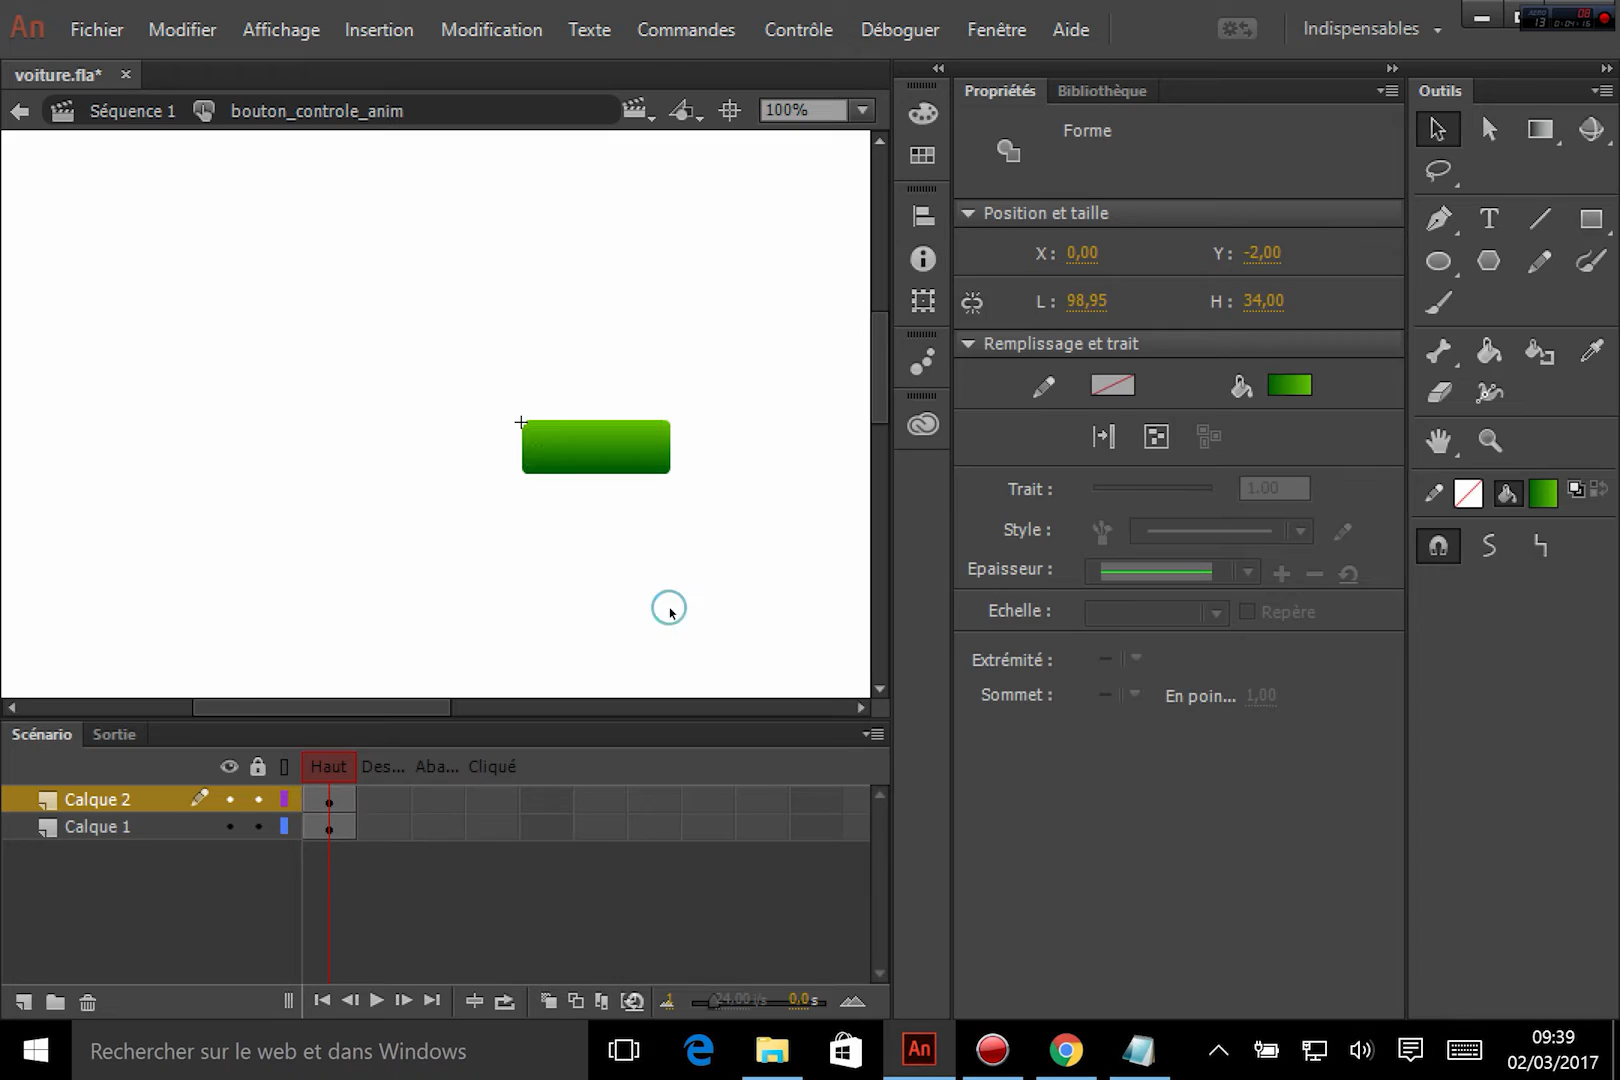 An Fichier Modifier Affichage Insertion Modification Texte Commandes Contrôle Déboguer Fenêtre Aide Indispensables
voiture.fla* ×
Séquence 1 bouton_controle_anim 100%
Propriétés Bibliothèque
Outils
Forme
Position et taille
X : 0,00 Y : -2,00
L : 98,95 H : 34,00
Remplissage et trait
Trait : 1.00
Style :
Epaisseur :
Echelle : Repère
Extrémité :
Sommet : En poin... 1,00
Scénario Sortie
Haut Des... Aba... Cliqué
Calque 2
Calque 1
1 24.00 i/s 0,0 s
Rechercher sur le web et dans Windows
An
09:39
02/03/2017